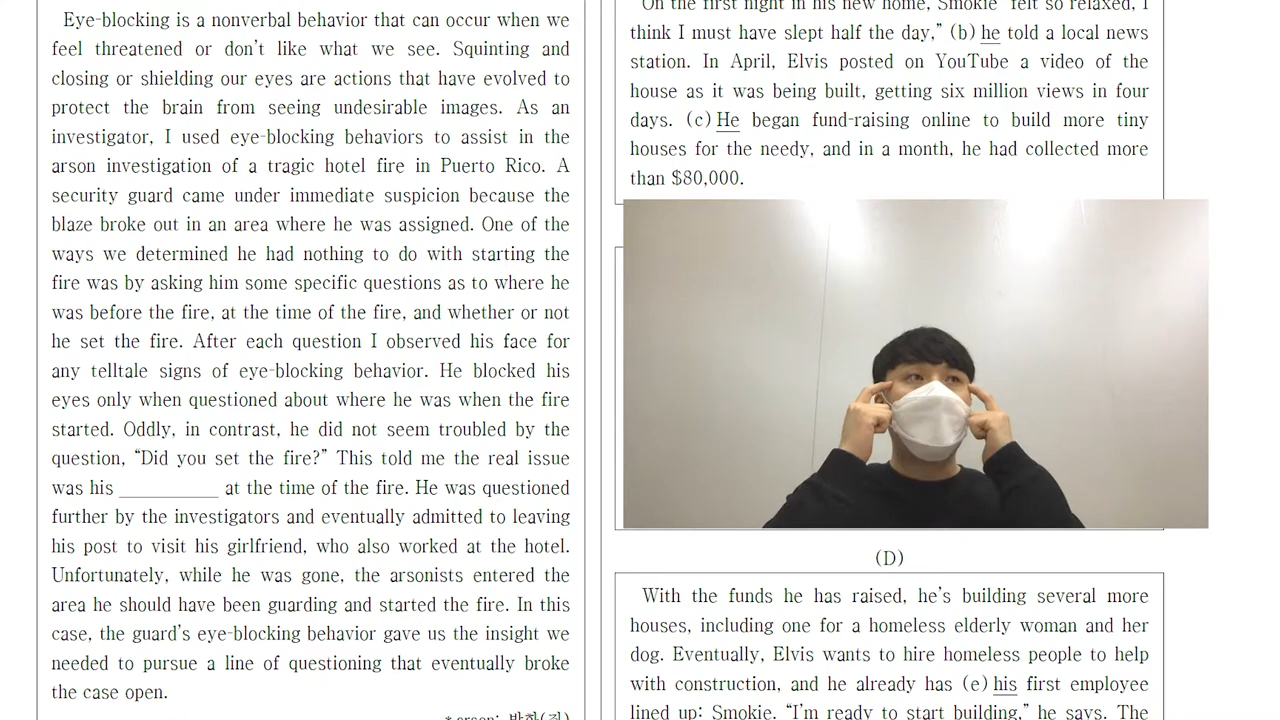 Eye-blocking is a nonverbal behavior that can occur when we
feel threatened or don't like what we see. Squinting and
closing or shielding our eyes are actions that have evolved to
protect the brain from seeing undesirable images. As an
investigator, I used eye-blocking behaviors to assist in the
arson investigation of a tragic hotel fire in Puerto Rico. A
security guard came under immediate suspicion because the
blaze broke out in an area where he was assigned. One of the
ways we determined he had nothing to do with starting the
fire was by asking him some specific questions as to where he
was before the fire, at the time of the fire, and whether or not
he set the fire. After each question I observed his face for
any telltale signs of eye-blocking behavior. He blocked his
eyes only when questioned about where he was when the fire
started. Oddly, in contrast, he did not seem troubled by the
question, “Did you set the fire?” This told me the real issue
was his __________ at the time of the fire. He was questioned
further by the investigators and eventually admitted to leaving
his post to visit his girlfriend, who also worked at the hotel.
Unfortunately, while he was gone, the arsonists entered the
area he should have been guarding and started the fire. In this
case, the guard's eye-blocking behavior gave us the insight we
needed to pursue a line of questioning that eventually broke
the case open.
* arson: 방화(죄)
On the first night in his new home, Smokie “felt so relaxed, I
think I must have slept half the day,” (b) he told a local news
station. In April, Elvis posted on YouTube a video of the
house as it was being built, getting six million views in four
days. (c) He began fund-raising online to build more tiny
houses for the needy, and in a month, he had collected more
than $80,000.
(D)
With the funds he has raised, he's building several more
houses, including one for a homeless elderly woman and her
dog. Eventually, Elvis wants to hire homeless people to help
with construction, and he already has (e) his first employee
lined up: Smokie. “I'm ready to start building,” he says. The